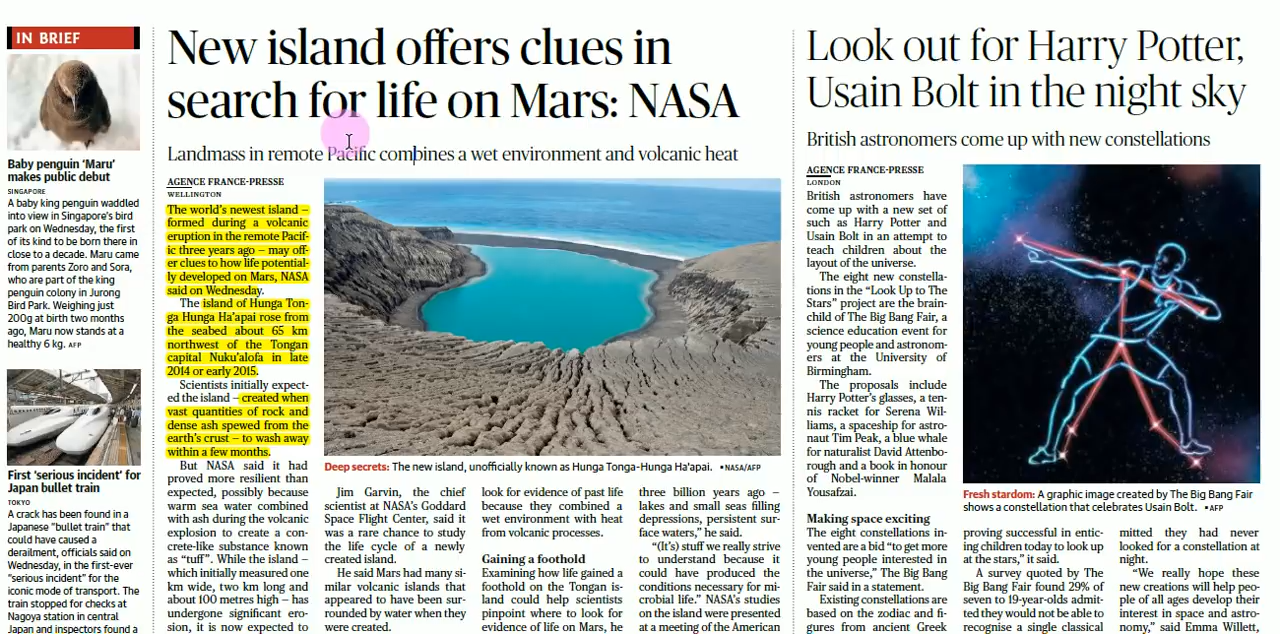 IN BRIEF
Baby penguin 'Maru'
makes public debut
SINGAPORE
A baby king penguin waddled
into view in Singapore's bird
park on Wednesday, the first
of its kind to be born there in
close to a decade. Maru came
from parents Zoro and Sora,
who are part of the king
penguin colony in Jurong
Bird Park. Weighing just
200g at birth two months
ago, Maru now stands at a
healthy 6 kg. AFP
First 'serious incident' for
Japan bullet train
TOKYO
A crack has been found in a
Japanese "bullet train" that
could have caused a
derailment, officials said on
Wednesday, in the first-ever
"serious incident" for the
iconic mode of transport. The
train stopped for checks at
Nagoya station in central
Japan and inspectors found a
New island offers clues in
search for life on Mars: NASA
Landmass in remote Pacific combines a wet environment and volcanic heat
AGENCE FRANCE-PRESSE
WELLINGTON
The world's newest island –
formed during a volcanic
eruption in the remote Pacif-
ic three years ago – may off-
er clues to how life potential-
ly developed on Mars, NASA
said on Wednesday.
The island of Hunga Ton-
ga Hunga Ha'apai rose from
the seabed about 65 km
northwest of the Tongan
capital Nuku'alofa in late
2014 or early 2015.
Scientists initially expect-
ed the island – created when
vast quantities of rock and
dense ash spewed from the
earth's crust – to wash away
within a few months.
But NASA said it had
proved more resilient than
expected, possibly because
warm sea water combined
with ash during the volcanic
explosion to create a con-
crete-like substance known
as "tuff". While the island –
which initially measured one
km wide, two km long and
about 100 metres high – has
undergone significant ero-
sion, it is now expected to
Deep secrets: The new island, unofficially known as Hunga Tonga-Hunga Ha'apai. •NASA/AFP
Jim Garvin, the chief
scientist at NASA's Goddard
Space Flight Center, said it
was a rare chance to study
the life cycle of a newly
created island.
He said Mars had many si-
milar volcanic islands that
appeared to have been sur-
rounded by water when they
were created.
look for evidence of past life
because they combined a
wet environment with heat
from volcanic processes.
Gaining a foothold
Examining how life gained a
foothold on the Tongan is-
land could help scientists
pinpoint where to look for
evidence of life on Mars, he
three billion years ago –
lakes and small seas filling
depressions, persistent sur-
face waters," he said.
"(It's) stuff we really strive
to understand because it
could have produced the
conditions necessary for mi-
crobial life." NASA's studies
on the island were presented
at a meeting of the American
Look out for Harry Potter,
Usain Bolt in the night sky
British astronomers come up with new constellations
AGENCE FRANCE-PRESSE
LONDON
British astronomers have
come up with a new set of
such as Harry Potter and
Usain Bolt in an attempt to
teach children about the
layout of the universe.
The eight new constella-
tions in the "Look Up to The
Stars" project are the brain-
child of The Big Bang Fair, a
science education event for
young people and astronom-
ers at the University of
Birmingham.
The proposals include
Harry Potter's glasses, a ten-
nis racket for Serena Wil-
liams, a spaceship for astro-
naut Tim Peak, a blue whale
for naturalist David Attenbo-
rough and a book in honour
of Nobel-winner Malala
Yousafzai.
Making space exciting
The eight constellations in-
vented are a bid "to get more
young people interested in
the universe," The Big Bang
Fair said in a statement.
Existing constellations are
based on the zodiac and fi-
gures from ancient Greek
Fresh stardom: A graphic image created by The Big Bang Fair
shows a constellation that celebrates Usain Bolt. •AFP
proving successful in entic-
ing children today to look up
at the stars," it said.
A survey quoted by The
Big Bang Fair found 29% of
seven to 19-year-olds admit-
ted they would not be able to
recognise a single classical
mitted they had never
looked for a constellation at
night.
"We really hope these
new creations will help peo-
ple of all ages develop their
interest in space and astro-
nomy," said Emma Willett,